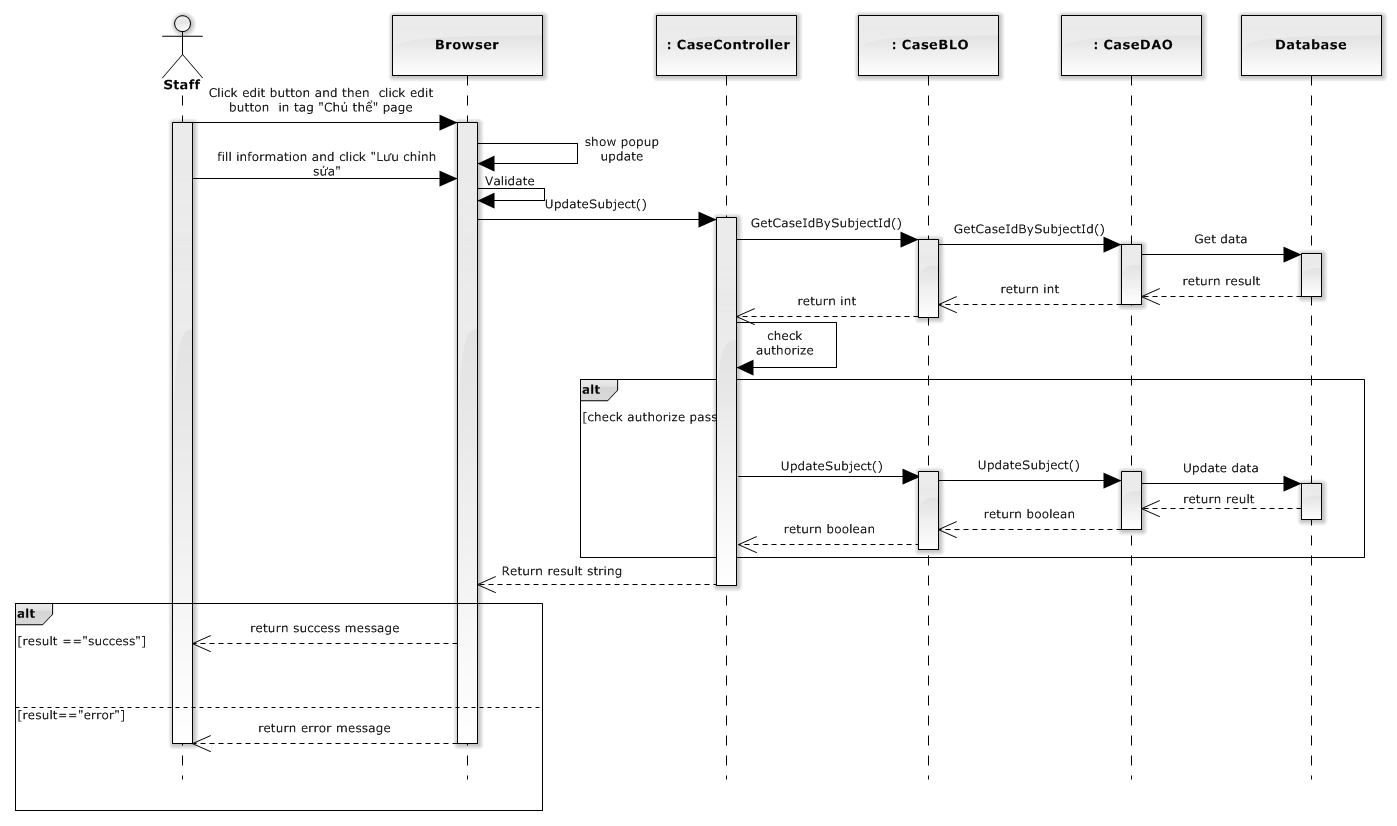 Staff
Browser
: CaseController
: CaseBLO
: CaseDAO
Database
Click edit button and then  click edit
button  in tag "Chủ thể" page
show popup
update
fill information and click "Lưu chỉnh
sửa"
Validate
UpdateSubject()
GetCaseIdBySubjectId()
GetCaseIdBySubjectId()
Get data
return result
return int
return int
check
authorize
alt
[check authorize pass
UpdateSubject()
UpdateSubject()
Update data
return reult
return boolean
return boolean
Return result string
alt
return success message
[result =="success"]
[result=="error"]
return error message